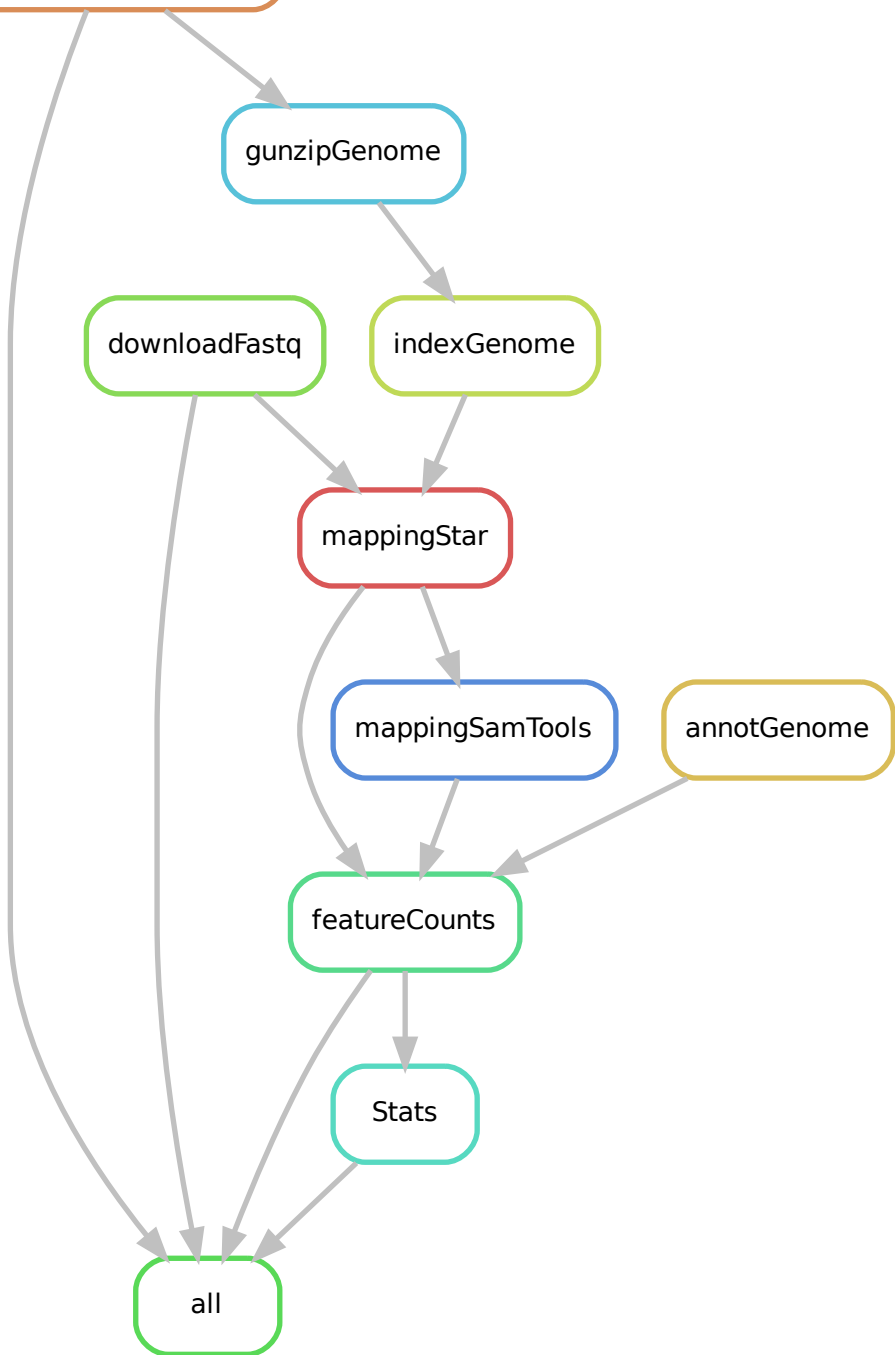 gunzipGenome
downloadFastq
indexGenome
mappingStar
mappingSamTools
annotGenome
featureCounts
Stats
all